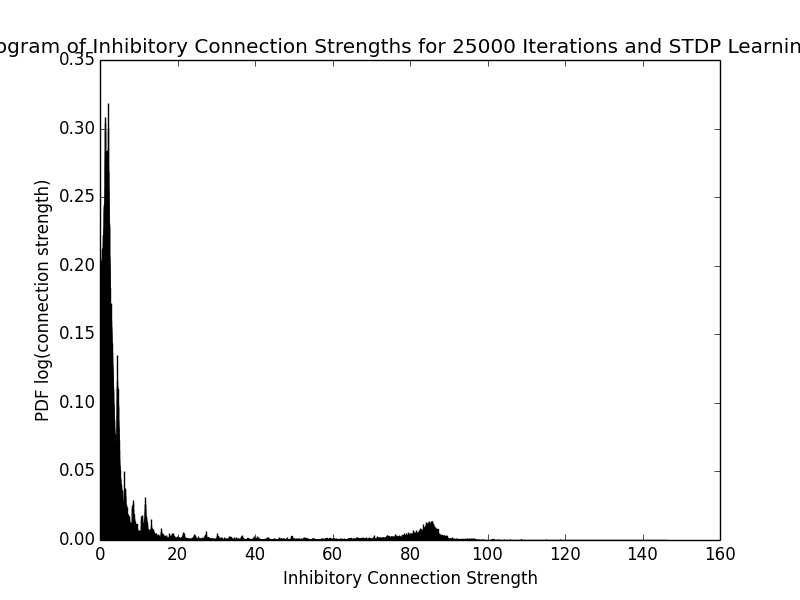 ogram of Inhibitory Connection Strengths for 25000 Iterations and STDP Learnin
0.35
0.30
0.25
0.20
0.15
0.10
0.05
0.00
PDF log(connection strength)
0 20 40 60 80 100 120 140 160
Inhibitory Connection Strength